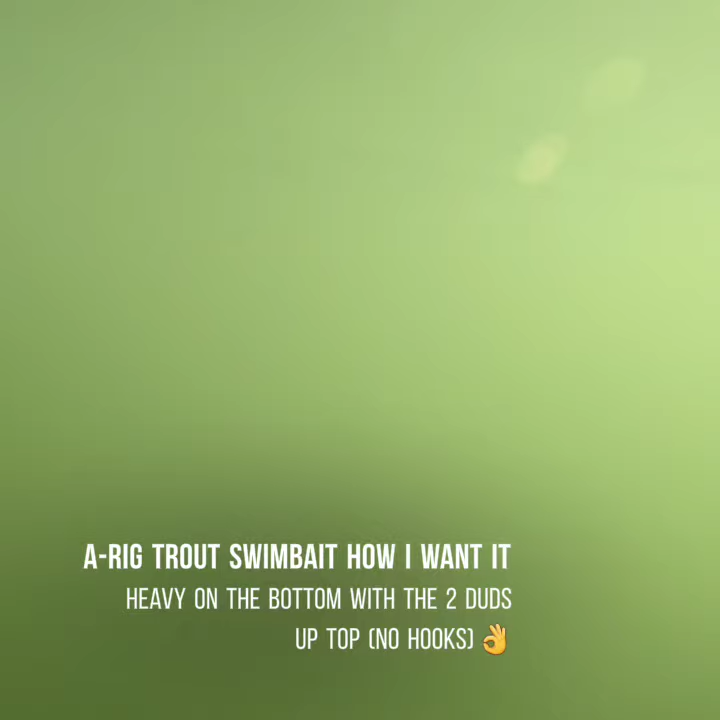 A-RIG TROUT SWIMBAIT HOW I WANT IT
HEAVY ON THE BOTTOM WITH THE 2 DUDS
UP TOP (NO HOOKS) 👌